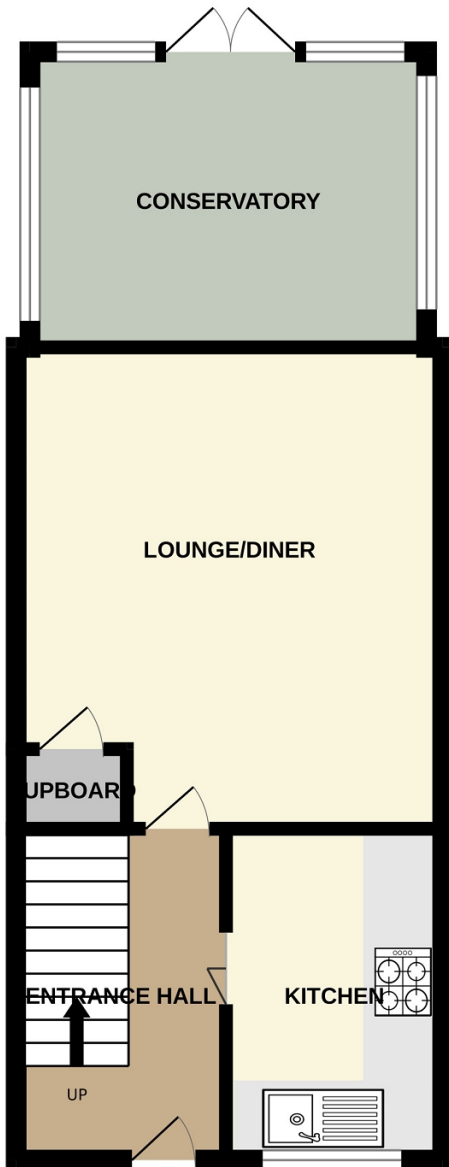 CONSERVATORY
LOUNGE/DINER
UPBOARD
ENTRANCE HALL
KITCHEN
UP